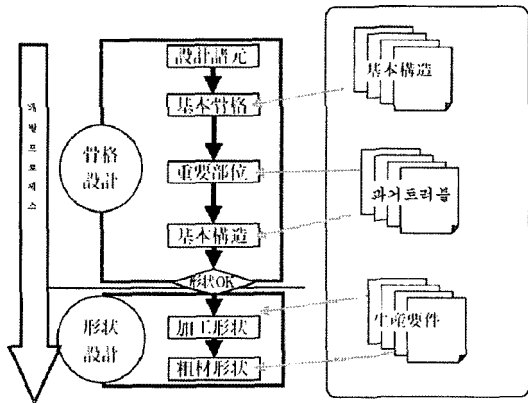 設計諸元
基本骨格
重要部位
基本構造
形状OK
加工形状
粗材形状
骨格
設計
形状
設計
개발프로세스
基本構造
과거트러블
生産要件